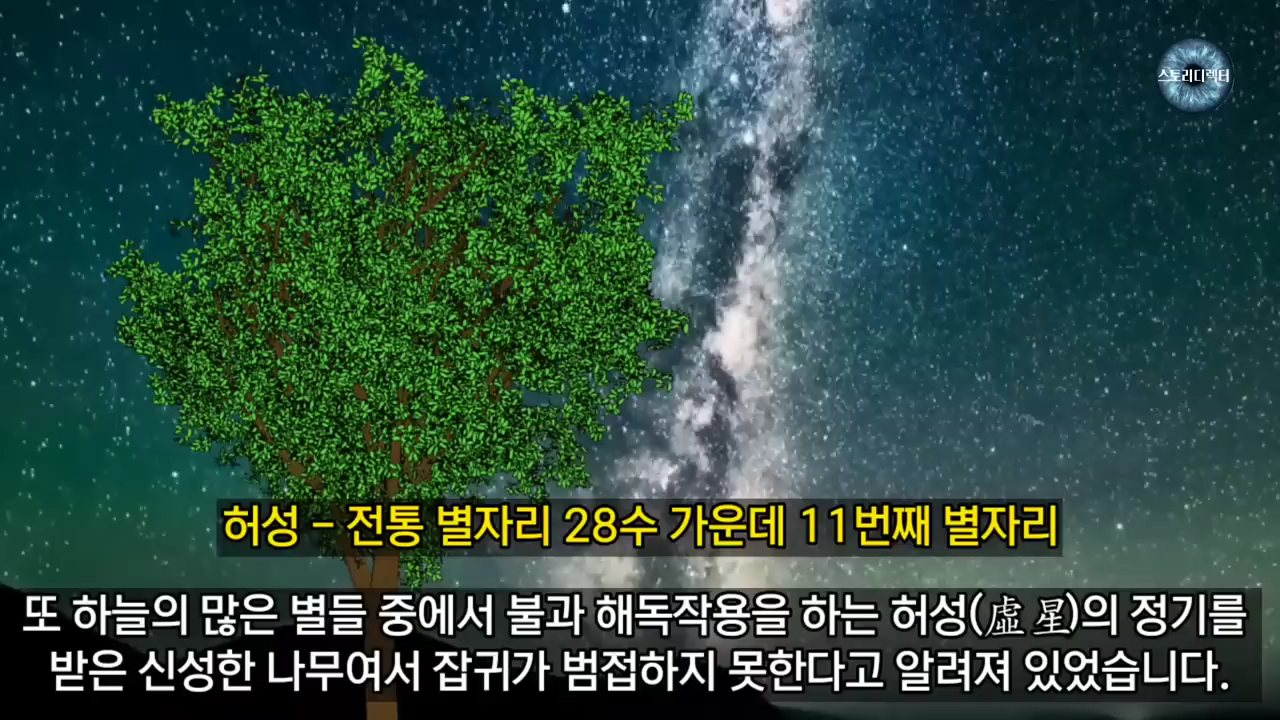 스토리디렉터
허성 - 전통 별자리 28수 가운데 11번째 별자리
또 하늘의 많은 별들 중에서 불과 해독작용을 하는 허성(虛星)의 정기를
받은 신성한 나무여서 잡귀가 범접하지 못한다고 알려져 있었습니다.